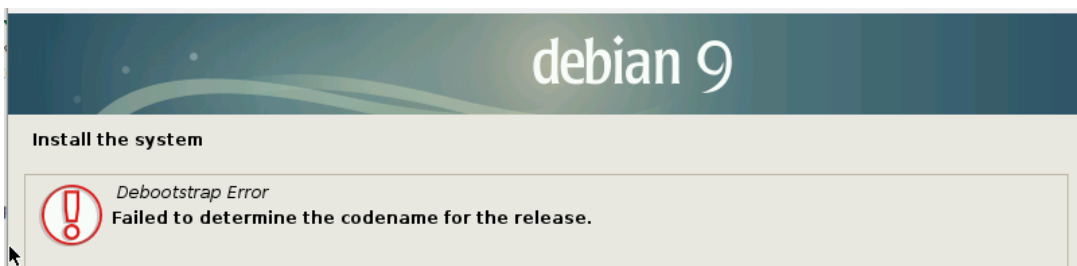 debian 9
Install the system
Debootstrap Error
Failed to determine the codename for the release.